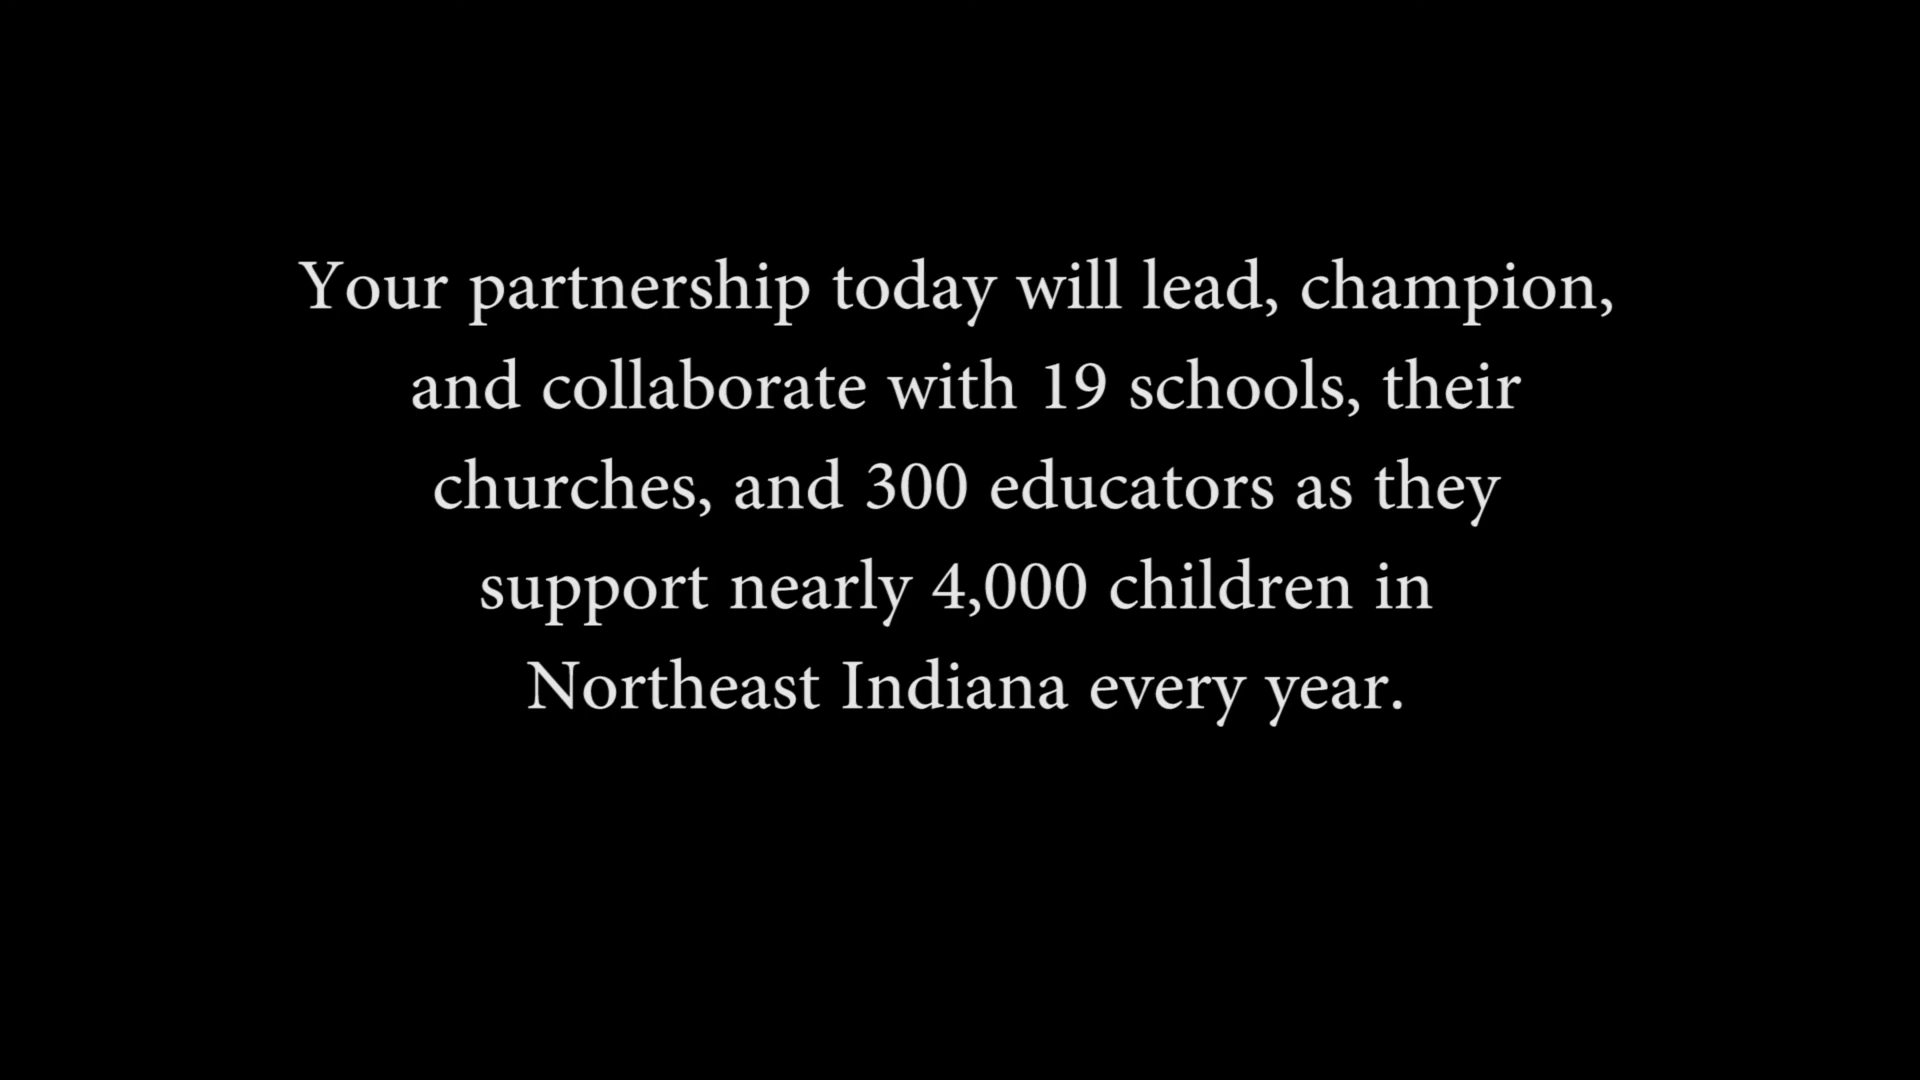 Your partnership today will lead, champion,
and collaborate with 19 schools, their
churches, and 300 educators as they
support nearly 4,000 children in
Northeast Indiana every year.